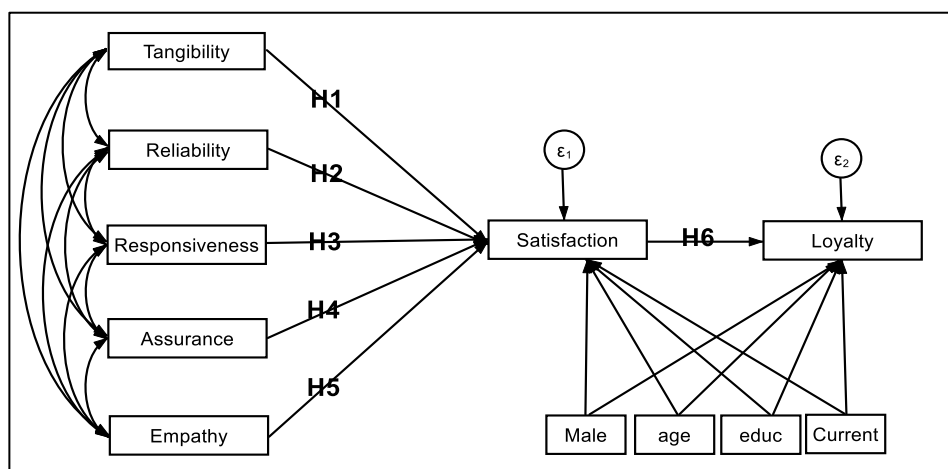 Tangibility
H1
Reliability
H2
Responsiveness
H3
Assurance
H4
Empathy
H5
ε1
Satisfaction
H6
ε2
Loyalty
Male
age
educ
Current